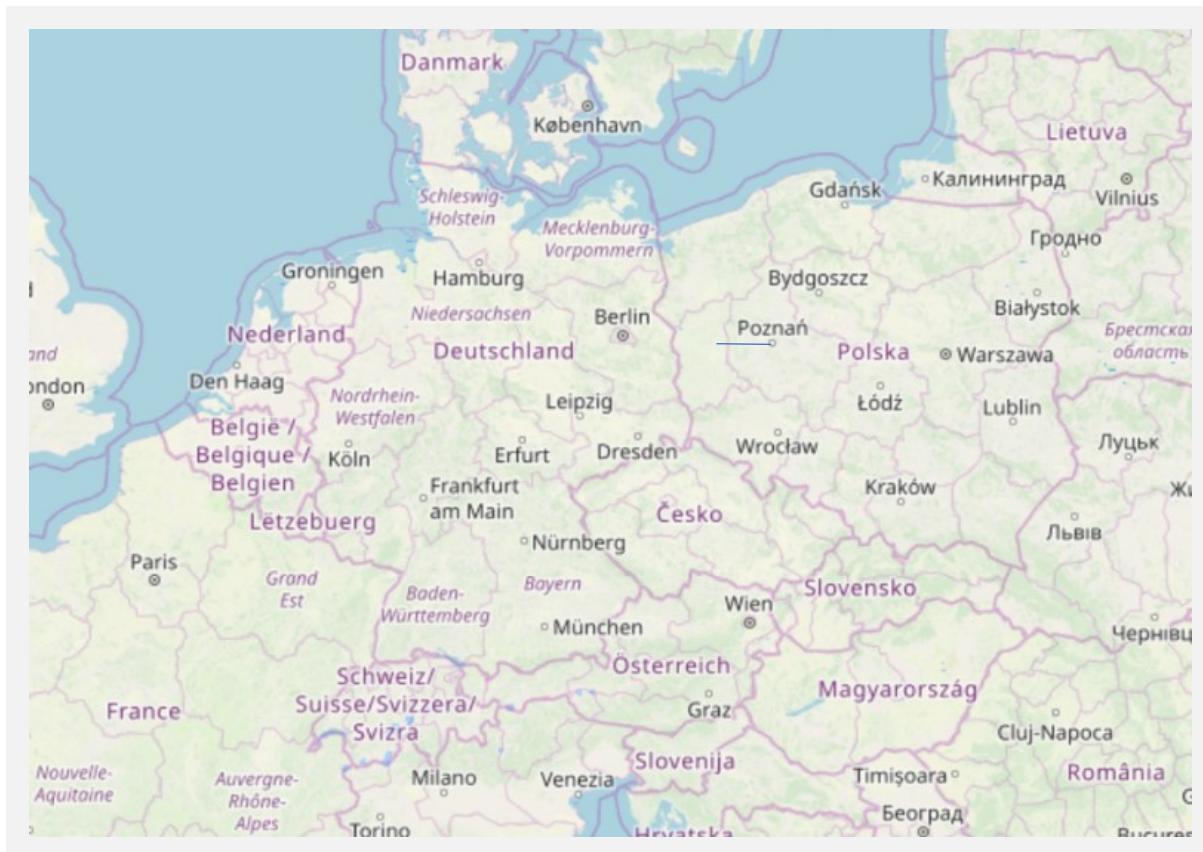 Danmark
København
Lietuva
Gdańsk
Калининград
Vilnius
Schleswig-
Holstein
Mecklenburg-
Vorpommern
Гродно
Groningen
Hamburg
Bydgoszcz
Białystok
Niedersachsen
Berlin
Poznań
Nederland
Deutschland
Polska
Warszawa
Брестская
область
Den Haag
Nordrhein-
Westfalen
Leipzig
Łódź
Lublin
België /
Belgique /
Belgien
Köln
Erfurt
Dresden
Wrocław
Луцьк
Frankfurt
am Main
Kraków
Česko
Lëtzebuerg
Nürnberg
Львів
Paris
Grand
Est
Baden-
Württemberg
Bayern
Slovensko
Wien
München
Österreich
Schweiz/
Suisse/Svizzera/
Svizra
France
Magyarország
Graz
Cluj-Napoca
Nouvelle-
Aquitaine
Auvergne-
Rhône-
Alpes
Milano
Venezia
Slovenija
Timișoara
România
Београд
Torino
Hrvatska